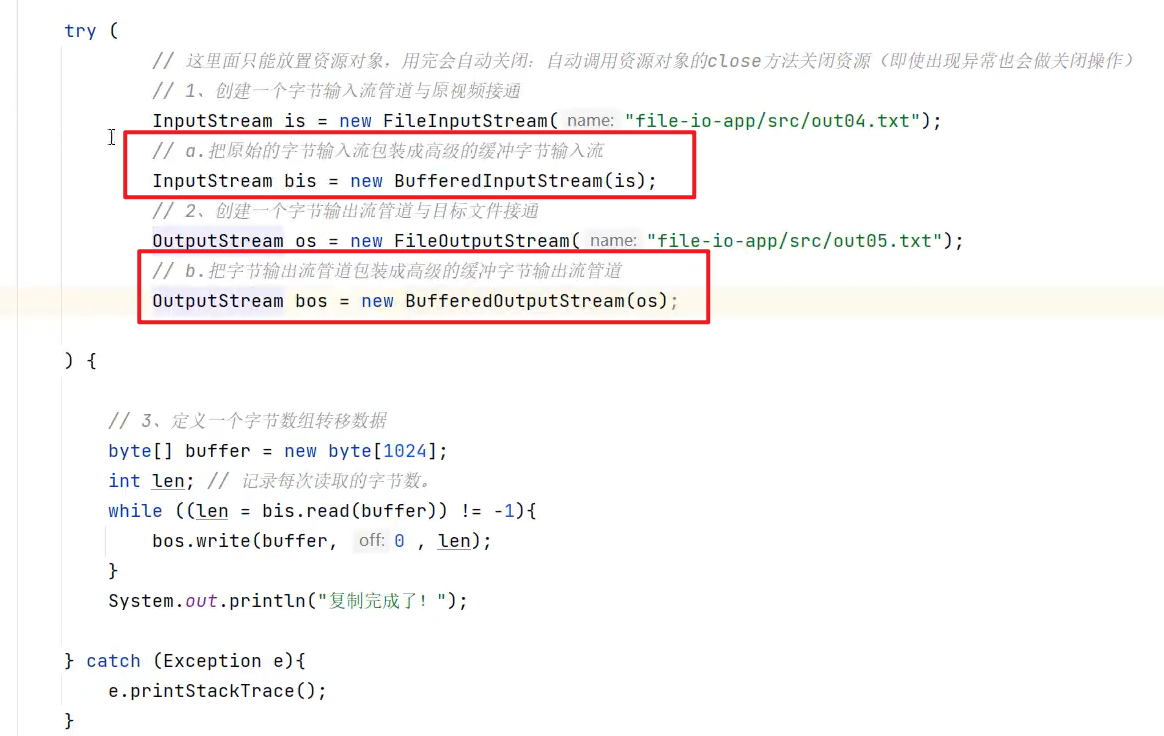 try (
// 这里面只能放置资源对象，用完会自动关闭：自动调用资源对象的close方法关闭资源（即使出现异常也会做关闭操作）
// 1、创建一个字节输入流管道与原视频接通
InputStream is = new FileInputStream( name: "file-io-app/src/out04.txt");
// a.把原始的字节输入流包装成高级的缓冲字节输入流
InputStream bis = new BufferedInputStream(is);
// 2、创建一个字节输出流管道与目标文件接通
OutputStream os = new FileOutputStream( name: "file-io-app/src/out05.txt");
// b.把字节输出流管道包装成高级的缓冲字节输出流管道
OutputStream bos = new BufferedOutputStream(os);
) {
// 3、定义一个字节数组转移数据
byte[] buffer = new byte[1024];
int len; // 记录每次读取的字节数。
while ((len = bis.read(buffer)) != -1){
bos.write(buffer, off: 0 , len);
}
System.out.println("复制完成了！");
} catch (Exception e){
e.printStackTrace();
}